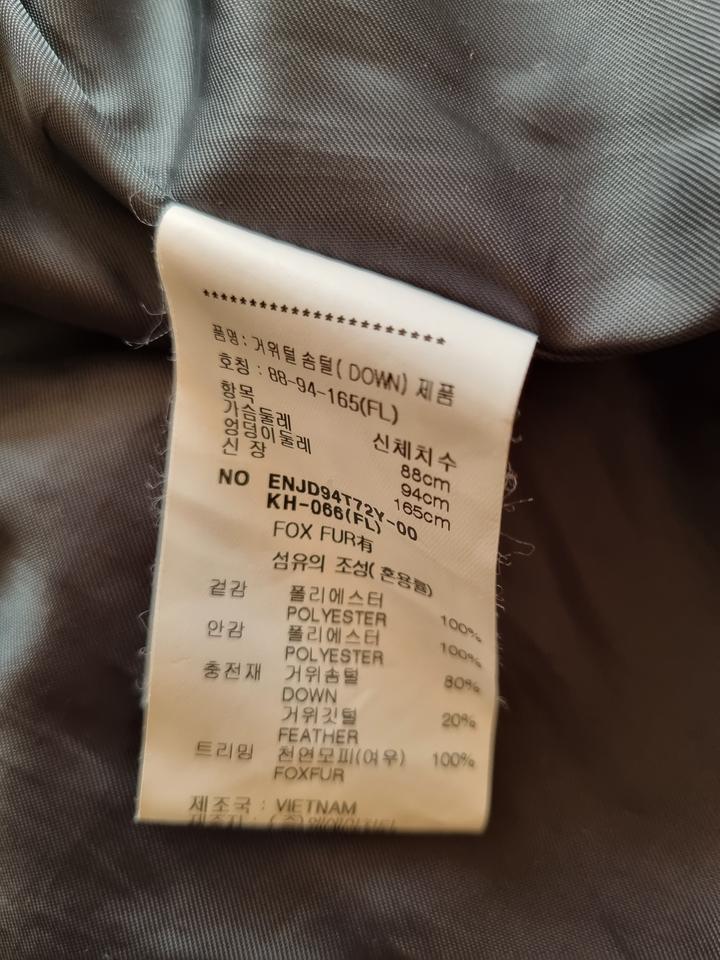 *********************
품명: 거위털 솜털( DOWN) 제품
호칭 : 88-94-165(FL)
항목 신체치수
가슴둘레 88cm
엉덩이둘레 94cm
신 장 165cm
NO ENJD94T72Y-00
KH-066(FL)
FOX FUR有
섬유의 조성( 혼용률)
겉감 폴리에스터
POLYESTER 100%
안감 폴리에스터
POLYESTER 100%
충전재 거위솜털 80%
DOWN
거위깃털 20%
FEATHER
트리밍 천연모피(여우) 100%
FOXFUR
제조국 : VIETNAM
제조자 : (주)